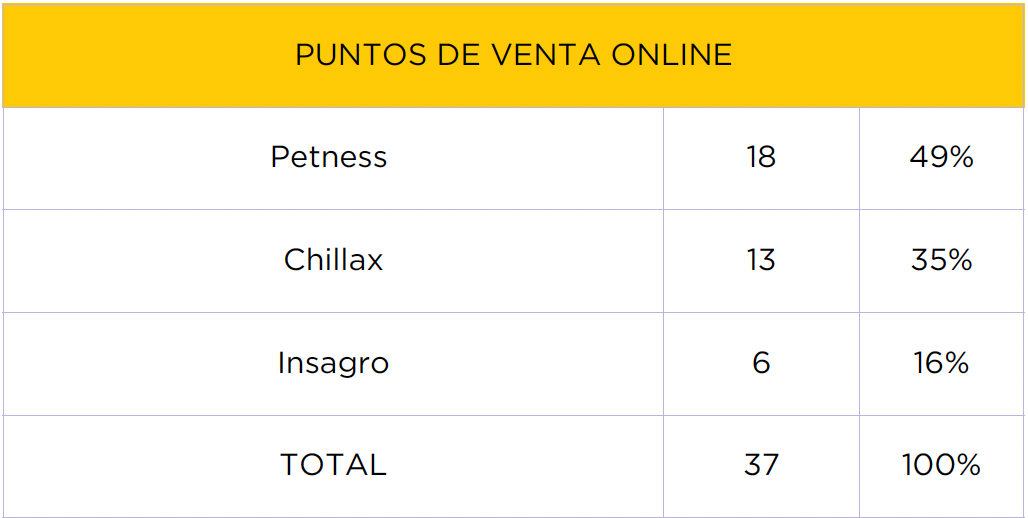 PUNTOS DE VENTA ONLINE
Petness 18 49%
Chillax 13 35%
Insagro 6 16%
TOTAL 37 100%